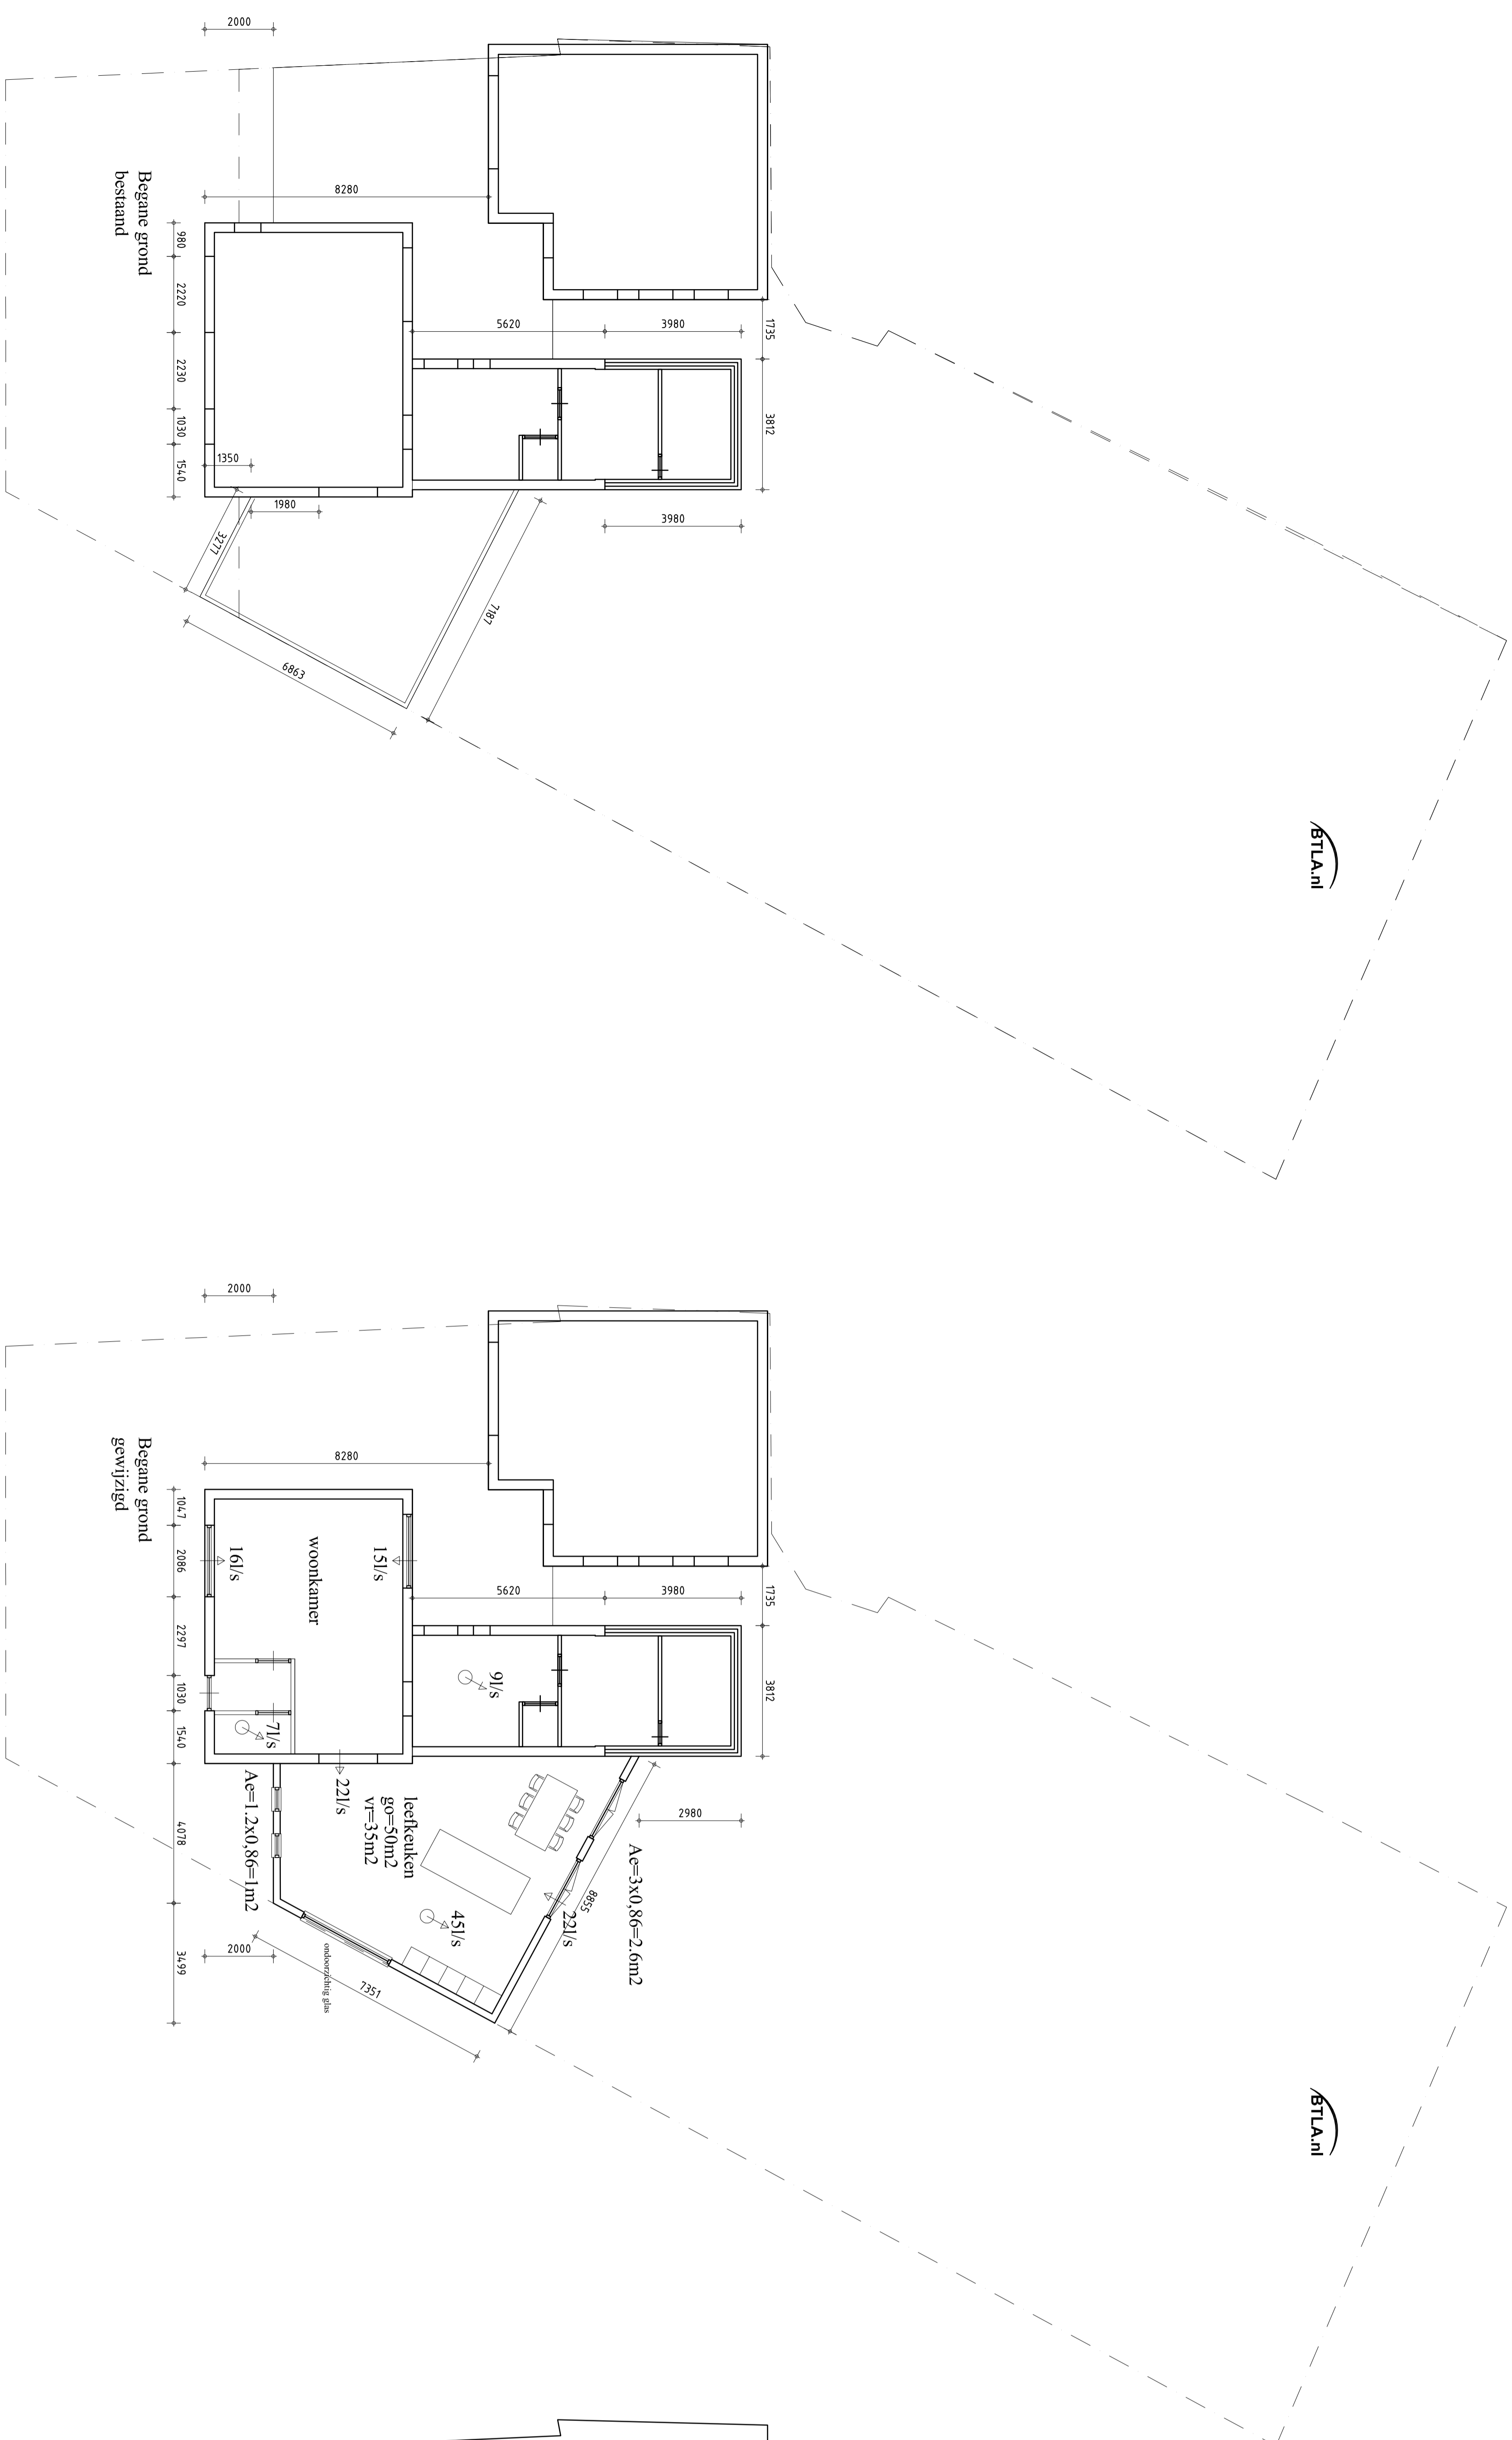 2000
Begane grond
bestaand
8280
980
2220
2230
1030
1540
1350
1980
5620
3980
1735
3812
3980
3277
7187
6863
BTLA.nl
2000
Begane grond
gewijzigd
8280
1047
2086
2297
1030
1540
4078
3499
16l/s
15l/s
woonkamer
5620
3980
1735
3812
9l/s
7l/s
22l/s
leefkeuken
go=50m2
vr=35m2
Ae=1.2x0,86=1m2
2980
Ae=3x0,86=2.6m2
8855
22l/s
45l/s
ondoorzichtig glas
2000
7351
BTLA.nl